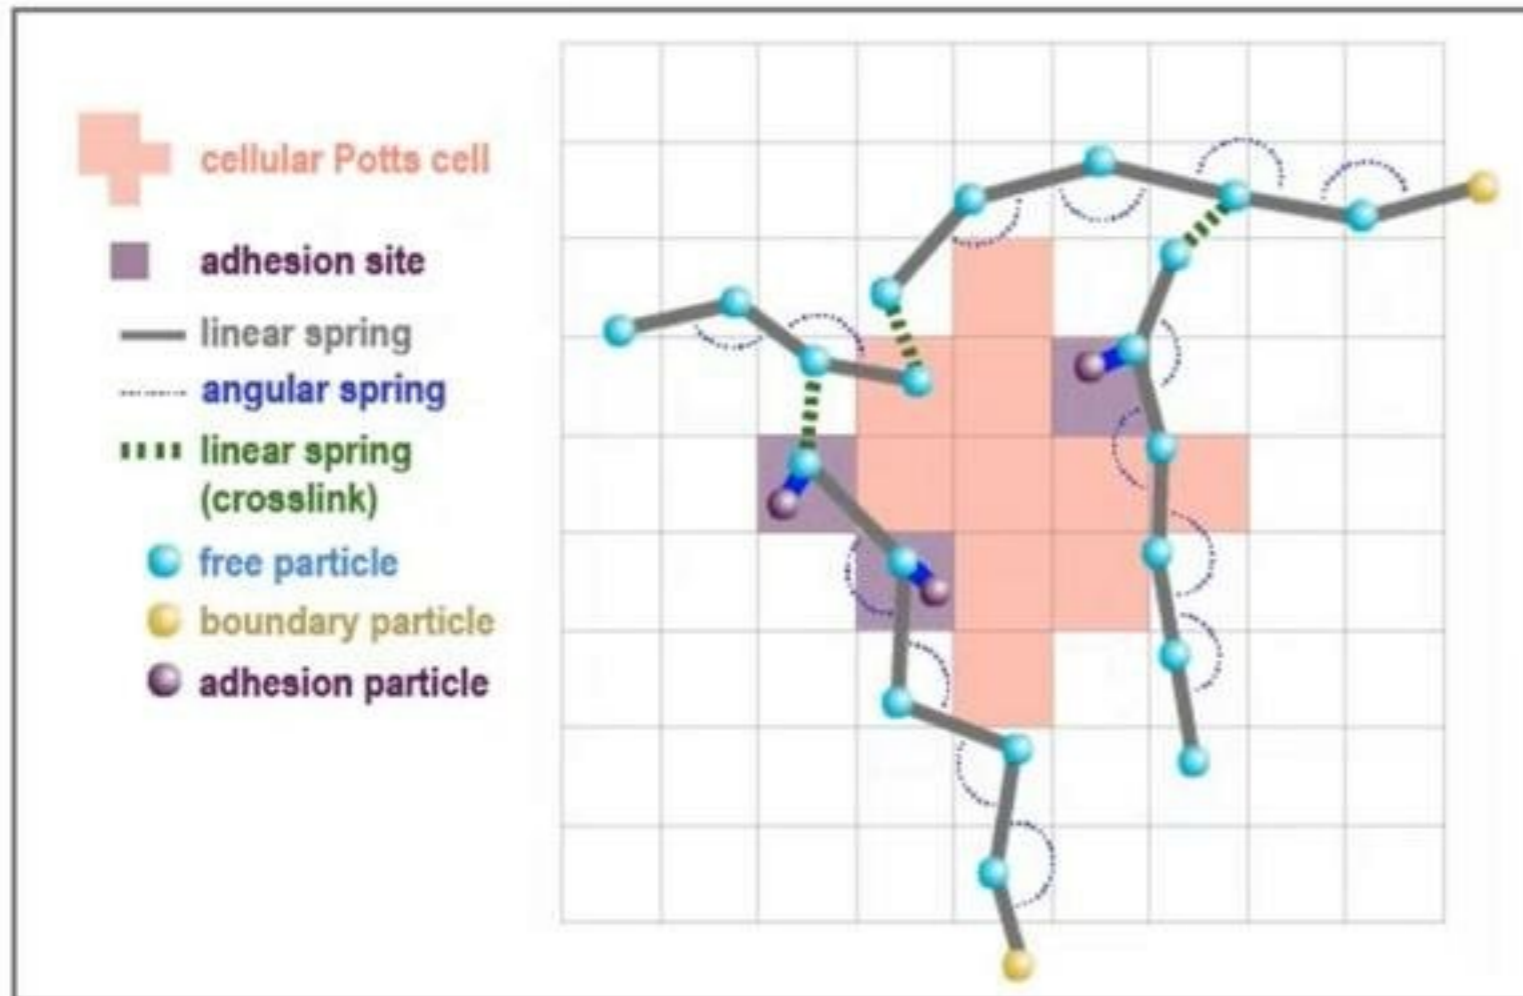 cellular Potts cell
adhesion site
linear spring
angular spring
linear spring
(crosslink)
free particle
boundary particle
adhesion particle